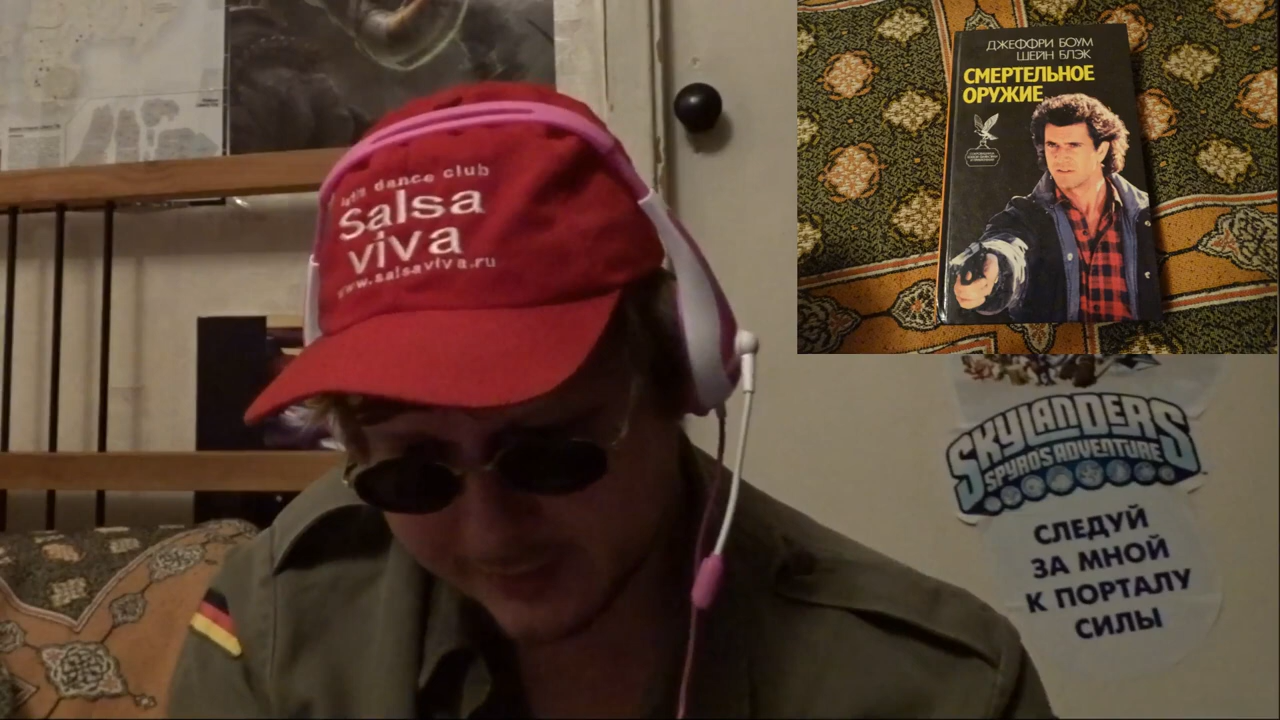 latin dance club
Salsa
viva
www.salsaviva.ru
ДЖЕФФРИ БОУМ
ШЕЙН БЛЭК
СМЕРТЕЛЬНОЕ
ОРУЖИЕ
SKYLANDERS
SPYRO'S ADVENTURE
СЛЕДУЙ
ЗА МНОЙ
К ПОРТАЛУ
СИЛЫ